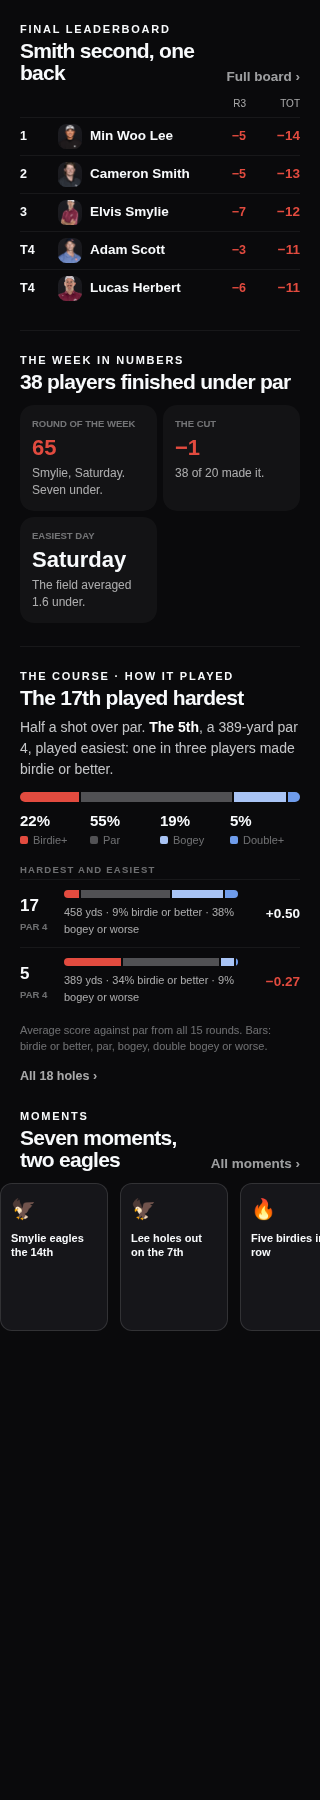 FINAL LEADERBOARD
Smith second, one
back
Full board ›
R3 TOT
1 Min Woo Lee −5 −14
2 Cameron Smith −5 −13
3 Elvis Smylie −7 −12
T4 Adam Scott −3 −11
T4 Lucas Herbert −6 −11
THE WEEK IN NUMBERS
38 players finished under par
ROUND OF THE WEEK
65
Smylie, Saturday.
Seven under.
THE CUT
−1
38 of 20 made it.
EASIEST DAY
Saturday
The field averaged
1.6 under.
THE COURSE · HOW IT PLAYED
The 17th played hardest
Half a shot over par. The 5th, a 389-yard par
4, played easiest: one in three players made
birdie or better.
22% 55% 19% 5%
Birdie+ Par Bogey Double+
HARDEST AND EASIEST
17
PAR 4
458 yds · 9% birdie or better · 38%
bogey or worse
+0.50
5
PAR 4
389 yds · 34% birdie or better · 9%
bogey or worse
−0.27
Average score against par from all 15 rounds. Bars:
birdie or better, par, bogey, double bogey or worse.
All 18 holes ›
MOMENTS
Seven moments,
two eagles
All moments ›
Smylie eagles
the 14th
Lee holes out
on the 7th
Five birdies i
row